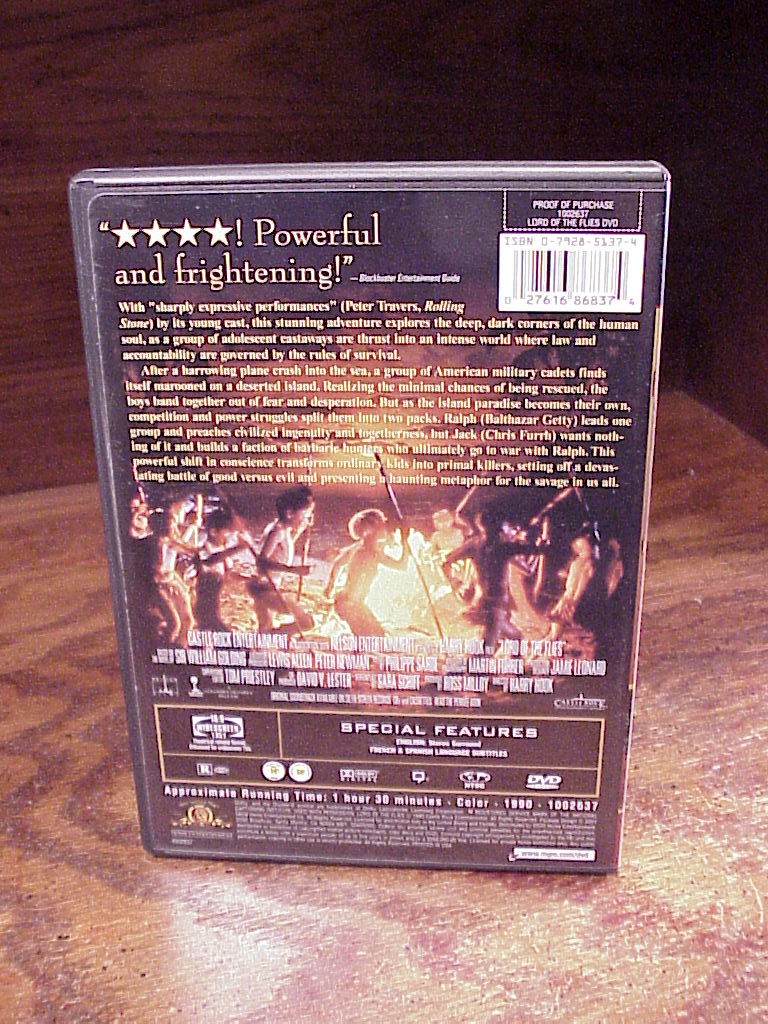 PROOF OF PURCHASE
1002637
LORD OF THE FLIES DVD
ISBN 0-7928-5137-4
0 27616 86837 4
"★★★★! Powerful
and frightening!" — Blockbuster Entertainment Guide
With "sharply expressive performances" (Peter Travers, Rolling
Stone) by its young cast, this stunning adventure explores the deep, dark corners of the human
soul, as a group of adolescent castaways are thrust into an intense world where law and
accountability are governed by the rules of survival.
After a harrowing plane crash into the sea, a group of American military cadets finds
itself marooned on a deserted island. Realizing the minimal chances of being rescued, the
boys band together out of fear and desperation. But as the island paradise becomes their own,
competition and power struggles split them into two packs. Ralph (Balthazar Getty) leads one
group and preaches civilized ingenuity and togetherness, but Jack (Chris Furrh) wants noth-
ing of it and builds a faction of barbaric hunters who ultimately go to war with Ralph. This
powerful shift in conscience transforms ordinary kids into primal killers, setting off a devas-
tating battle of good versus evil and presenting a haunting metaphor for the savage in us all.
CASTLE ROCK ENTERTAINMENT NELSON ENTERTAINMENT HARRY HOOK "LORD OF THE FLIES"
SIR WILLIAM GOLDING LEWIS ALLEN PETER NEWMAN PHILIPPE SARDE MARTIN FUHRER JAMIE LEONARD
TOM PRIESTLEY DAVID V. LESTER SARA SCHIFF ROSS MILLOY HARRY HOOK
CASTLE ROCK
WIDESCREEN
SPECIAL FEATURES
ENGLISH: Stereo Surround
FRENCH & SPANISH LANGUAGE SUBTITLES
R
DIGITAL
NTSC
DVD
Approximate Running Time: 1 hour 30 minutes · Color · 1990 · 1002637
www.mgm.com/dvd